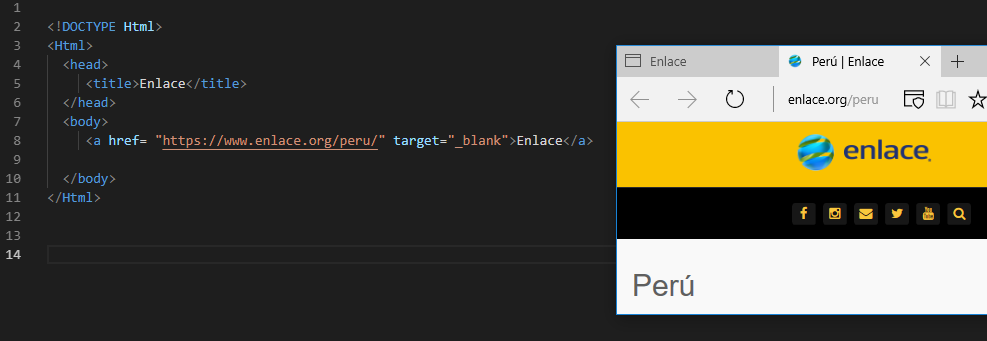 1
2 <!DOCTYPE Html>
3 <Html>
4 <head>
5 <title>Enlace</title>
6 </head>
7 <body>
8 <a href= "https://www.enlace.org/peru/" target="_blank">Enlace</a>
9
10 </body>
11 </Html>
12
13
14
Enlace
Perú | Enlace
enlace.org/peru
enlace
You Tube
Perú